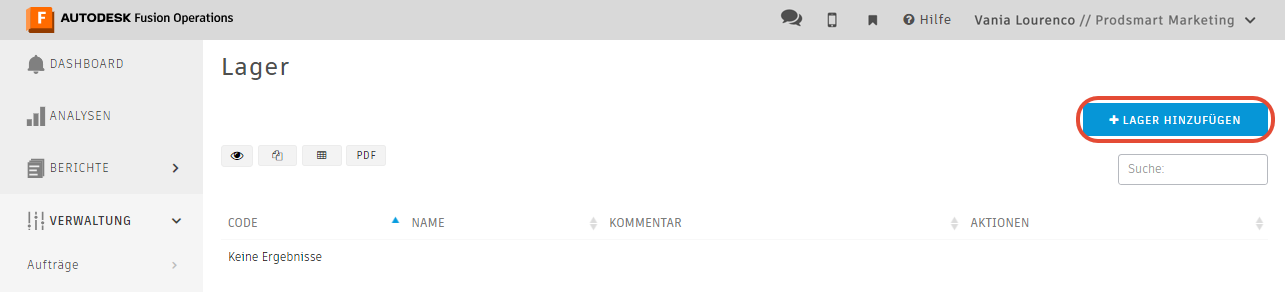 F AUTODESK Fusion Operations
Hilfe
Vania Lourenco // Prodsmart Marketing
DASHBOARD
ANALYSEN
BERICHTE
VERWALTUNG
Aufträge
Lager
LAGER HINZUFÜGEN
PDF
Suche:
CODE NAME KOMMENTAR AKTIONEN
Keine Ergebnisse